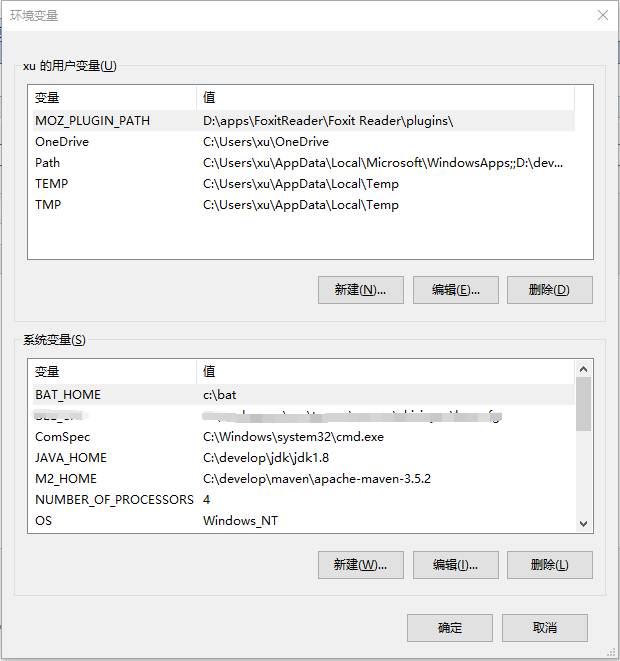 环境变量
xu 的用户变量(U)
变量 值
MOZ_PLUGIN_PATH D:\apps\FoxitReader\Foxit Reader\plugins\
OneDrive C:\Users\xu\OneDrive
Path C:\Users\xu\AppData\Local\Microsoft\WindowsApps;;D:\dev...
TEMP C:\Users\xu\AppData\Local\Temp
TMP C:\Users\xu\AppData\Local\Temp
新建(N)... 编辑(E)... 删除(D)
系统变量(S)
变量 值
BAT_HOME c:\bat
ComSpec C:\Windows\system32\cmd.exe
JAVA_HOME C:\develop\jdk\jdk1.8
M2_HOME C:\develop\maven\apache-maven-3.5.2
NUMBER_OF_PROCESSORS 4
OS Windows_NT
新建(W)... 编辑(I)... 删除(L)
确定 取消